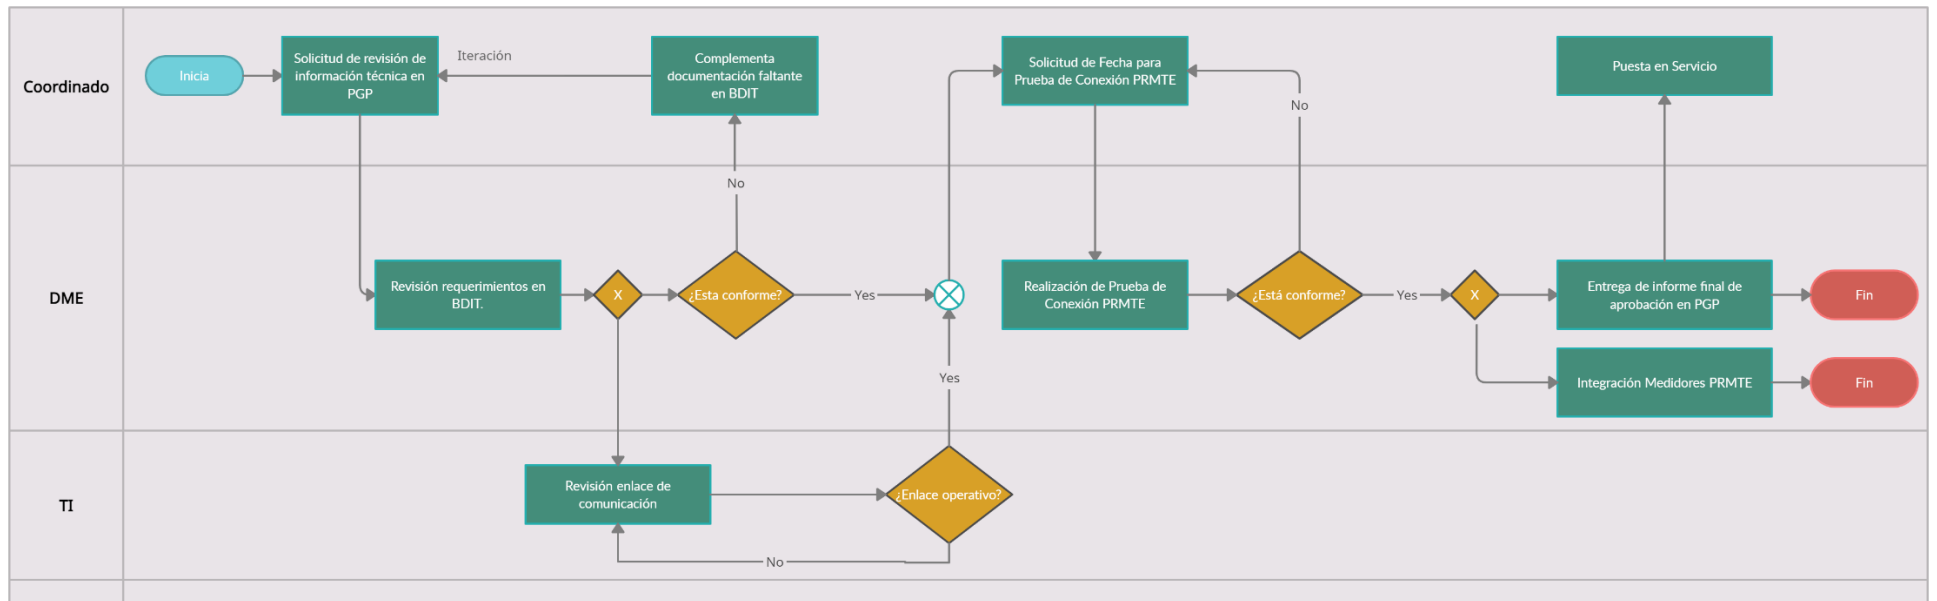 Coordinado
Inicia
Solicitud de revisión de
información técnica en
PGP
Iteración
Complementa
documentación faltante
en BDIT
Solicitud de Fecha para
Prueba de Conexión PRMTE
No
Puesta en Servicio
No
DME
Revisión requerimientos en
BDIT.
X
¿Esta conforme?
Yes
Realización de Prueba de
Conexión PRMTE
¿Está conforme?
Yes
X
Entrega de informe final de
aprobación en PGP
Fin
Yes
Integración Medidores PRMTE
Fin
TI
Revisión enlace de
comunicación
¿Enlace operativo?
No